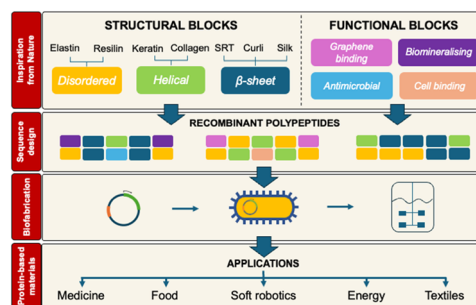 STRUCTURAL BLOCKS
FUNCTIONAL BLOCKS
Inspiration
from Nature
Elastin Resilin Keratin Collagen SRT Curli Silk
Disordered
Helical
β-sheet
Graphene
binding
Biomineralising
Antimicrobial
Cell binding
Sequence
design
RECOMBINANT POLYPEPTIDES
Biofabrication
Protein-based
materials
APPLICATIONS
Medicine Food Soft robotics Energy Textiles